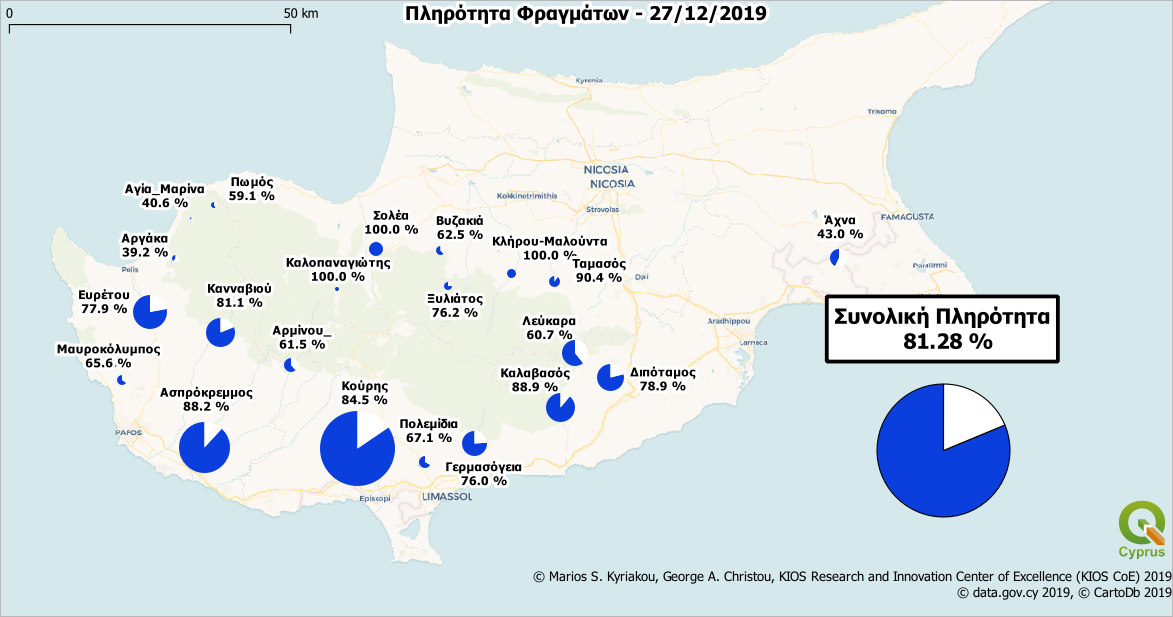 0 50 km
Πληρότητα Φραγμάτων - 27/12/2019
Kyrenia
Trikomo
NICOSIA
NICOSIA
Kokkinotrimithis
Strovolos
FAMAGUSTA
Paralimni
Dali
Aradhippou
Larnaca
Polis
PAFOS
Episcopi
LIMASSOL
Αγία_Μαρίνα
40.6 %
Πωμός
59.1 %
Αργάκα
39.2 %
Σολέα
100.0 %
Βυζακιά
62.5 %
Κλήρου-Μαλούντα
100.0 %
Ταμασός
90.4 %
Άχνα
43.0 %
Καλοπαναγιώτης
100.0 %
Ευρέτου
77.9 %
Κανναβιού
81.1 %
Ξυλιάτος
76.2 %
Αρμίνου_
61.5 %
Λεύκαρα
60.7 %
Μαυροκόλυμπος
65.6 %
Καλαβασός
88.9 %
Διπόταμος
78.9 %
Ασπρόκρεμμος
88.2 %
Κούρης
84.5 %
Πολεμίδια
67.1 %
Γερμασόγεια
76.0 %
Συνολική Πληρότητα
81.28 %
Cyprus
© Marios S. Kyriakou, George A. Christou, KIOS Research and Innovation Center of Excellence (KIOS CoE) 2019
© data.gov.cy 2019, © CartoDb 2019